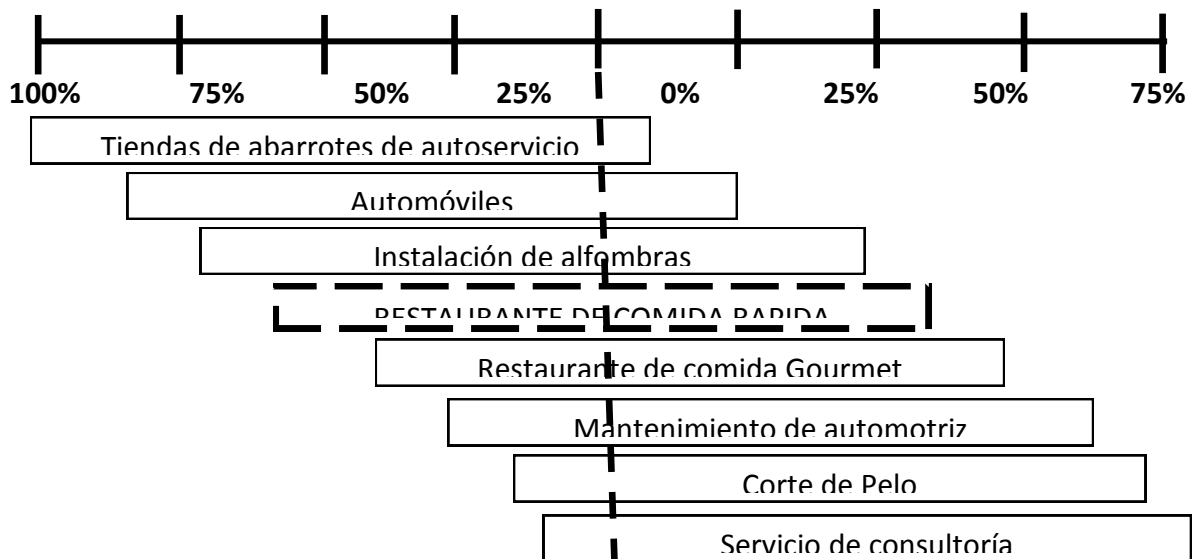 100% 75% 50% 25% 0% 25% 50% 75%
Tiendas de abarrotes de autoservicio
Automóviles
Instalación de alfombras
RESTAURANTE DE COMIDA RAPIDA
Restaurante de comida Gourmet
Mantenimiento de automotriz
Corte de Pelo
Servicio de consultoría